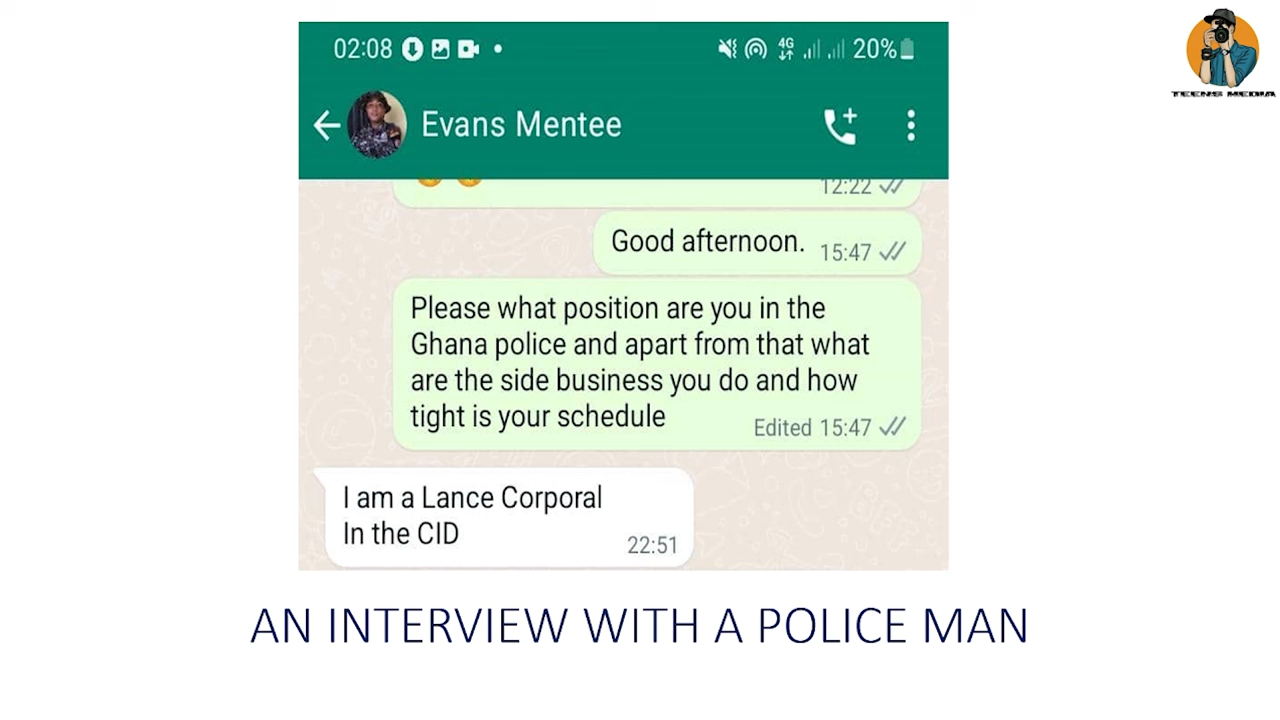 02:08
4G
20%
TEENS MEDIA
Evans Mentee
12:22
Good afternoon.
15:47
Please what position are you in the
Ghana police and apart from that what
are the side business you do and how
tight is your schedule
Edited 15:47
I am a Lance Corporal
In the CID
22:51
AN INTERVIEW WITH A POLICE MAN